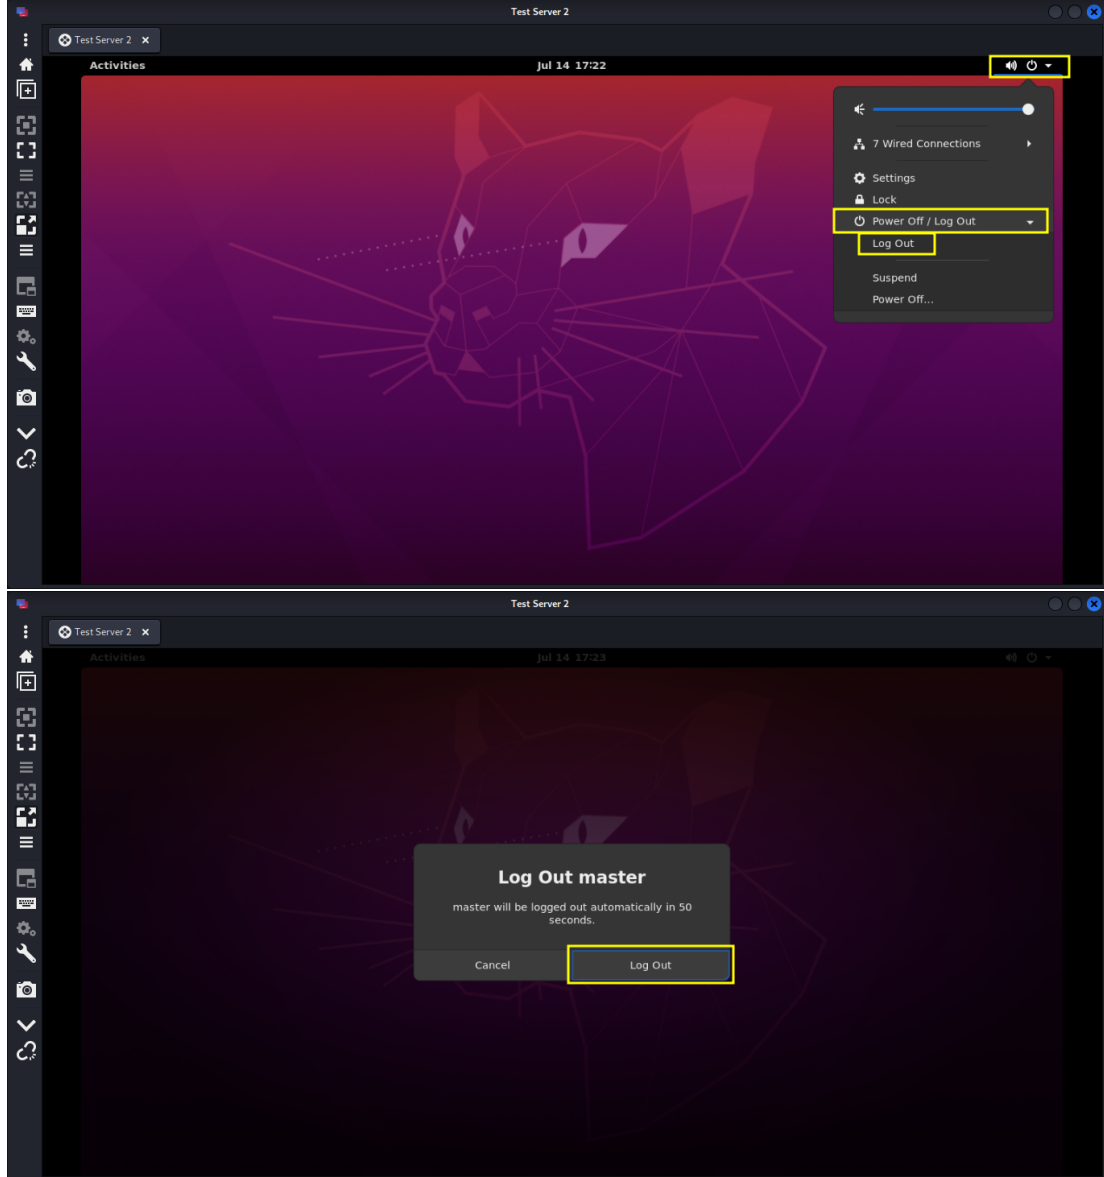 Test Server 2
Test Server 2
Activities
Jul 14 17:22
7 Wired Connections
Settings
Lock
Power Off / Log Out
Log Out
Suspend
Power Off...
Test Server 2
Test Server 2
Activities
Jul 14 17:23
Log Out master
master will be logged out automatically in 50
seconds.
Cancel
Log Out